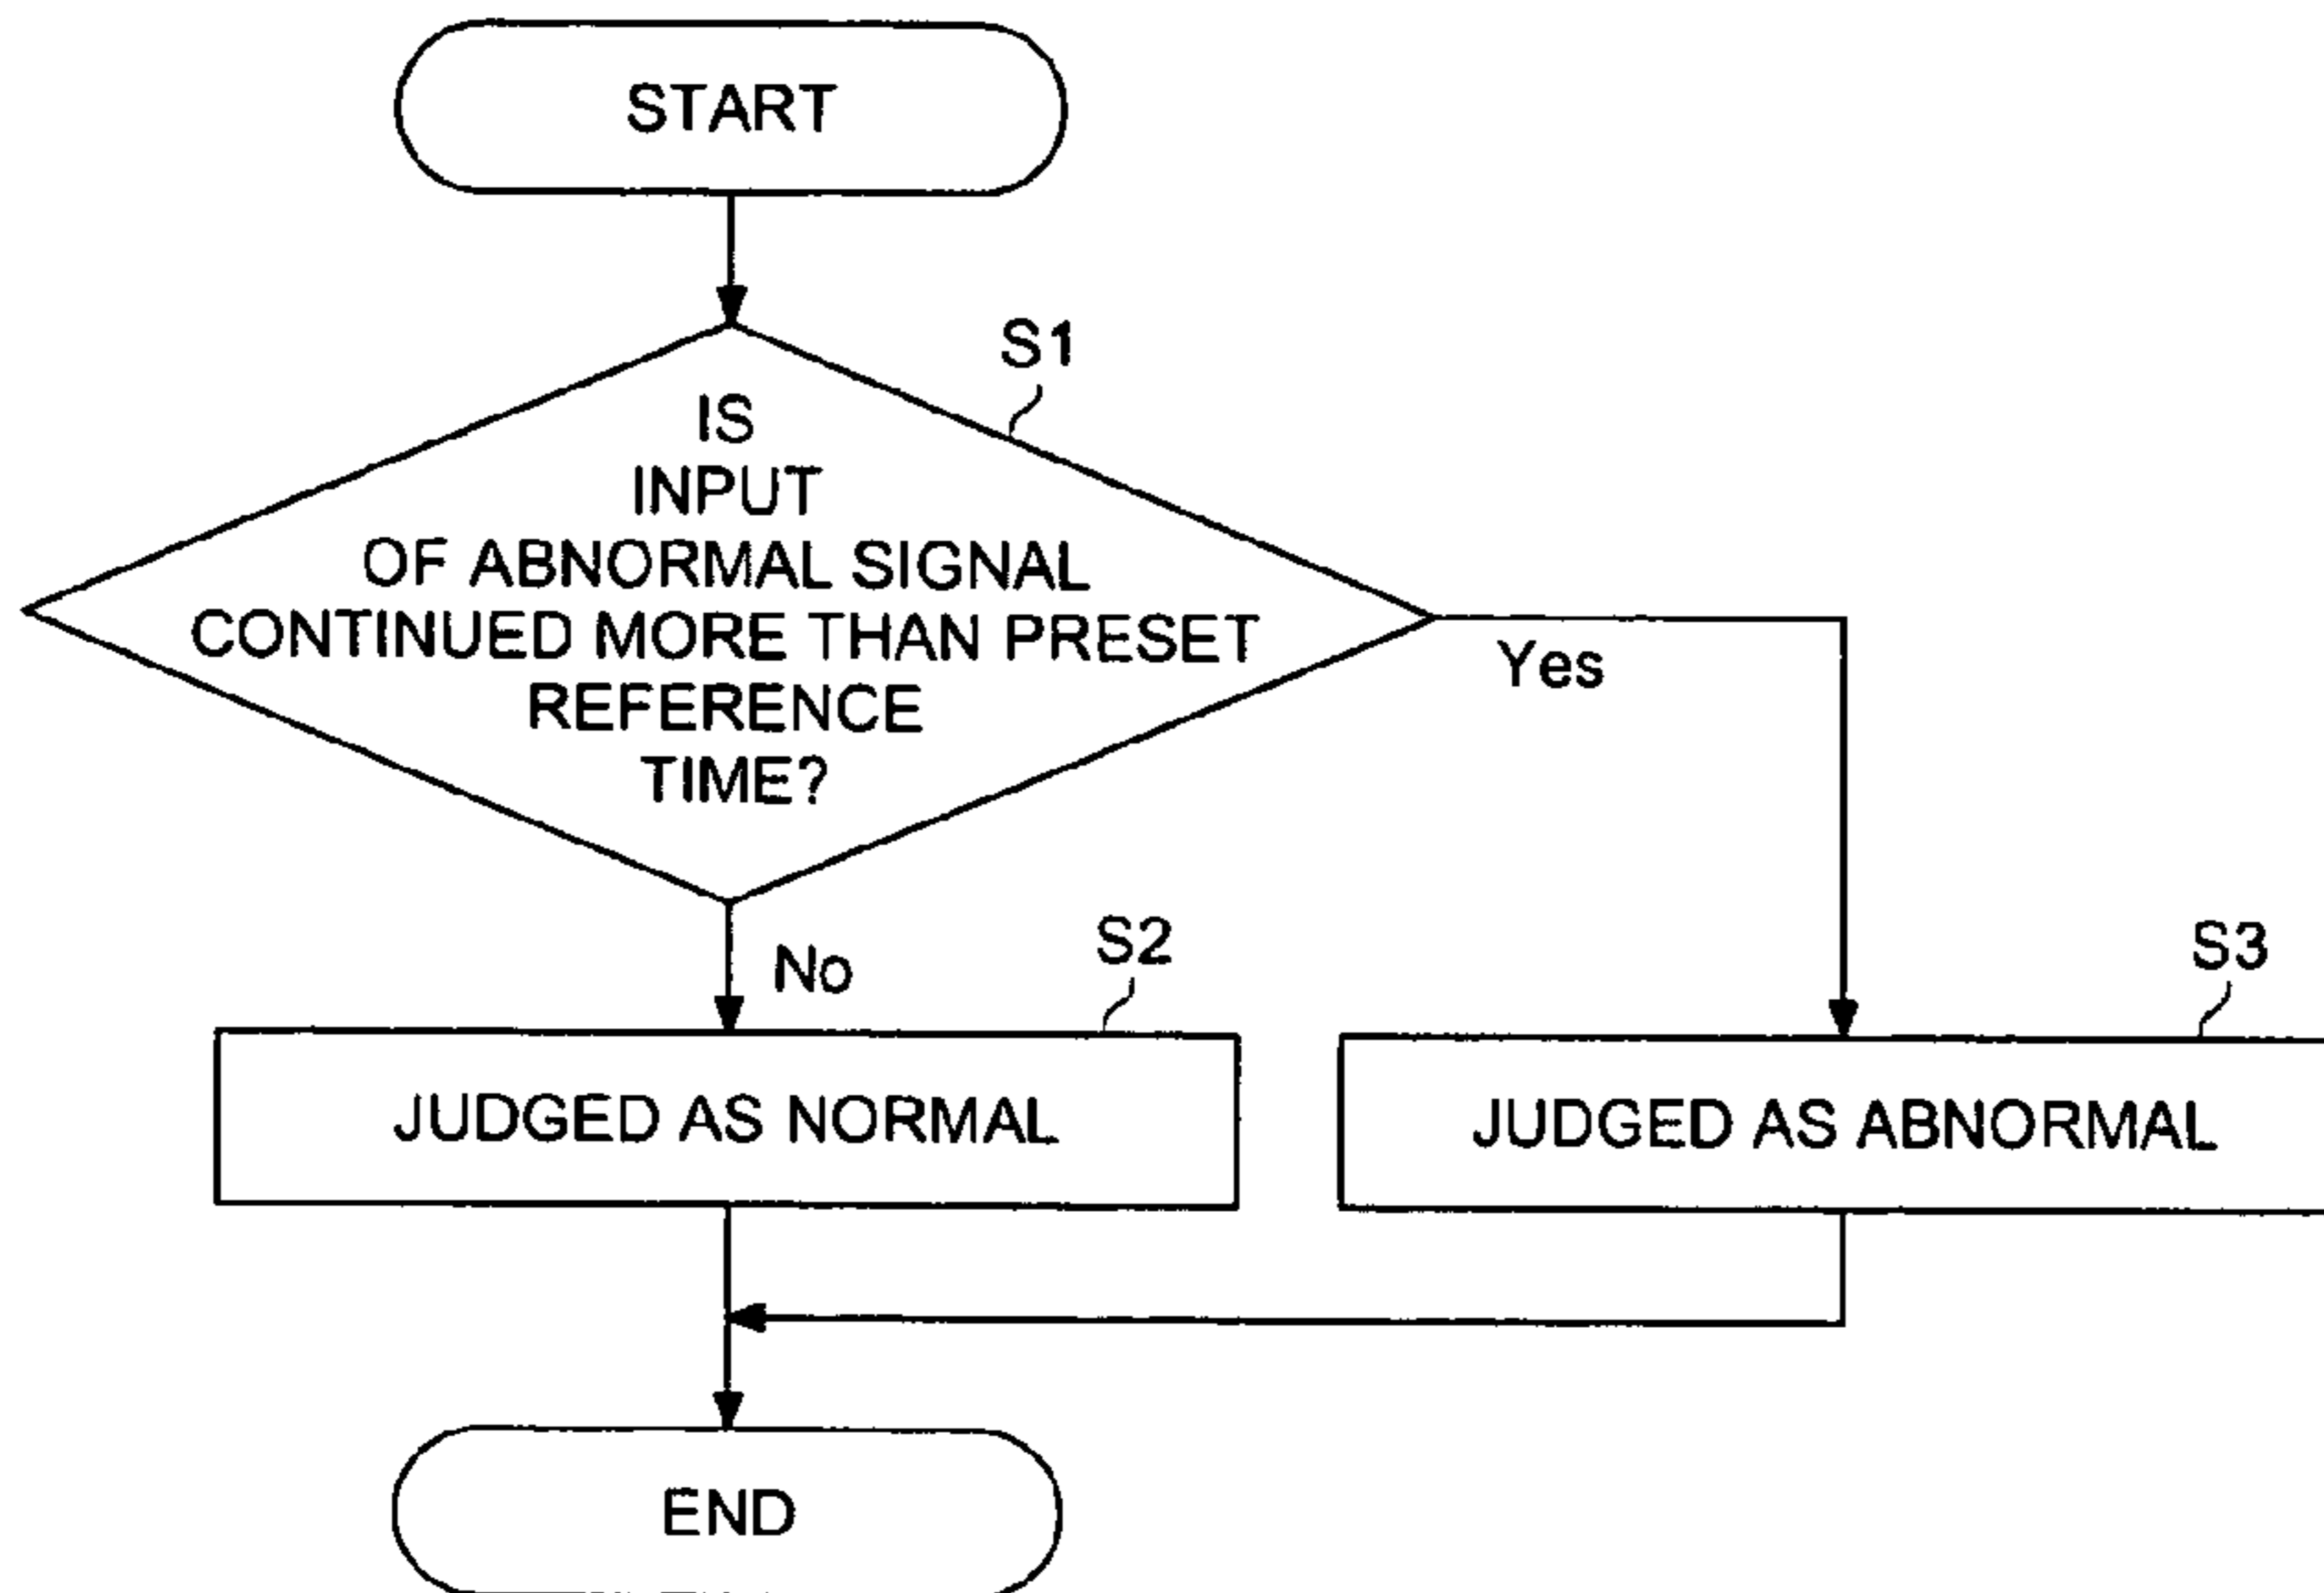 START
S1
IS
INPUT
OF ABNORMAL SIGNAL
CONTINUED MORE THAN PRESET
REFERENCE
TIME?
Yes
No
S2
S3
JUDGED AS NORMAL
JUDGED AS ABNORMAL
END